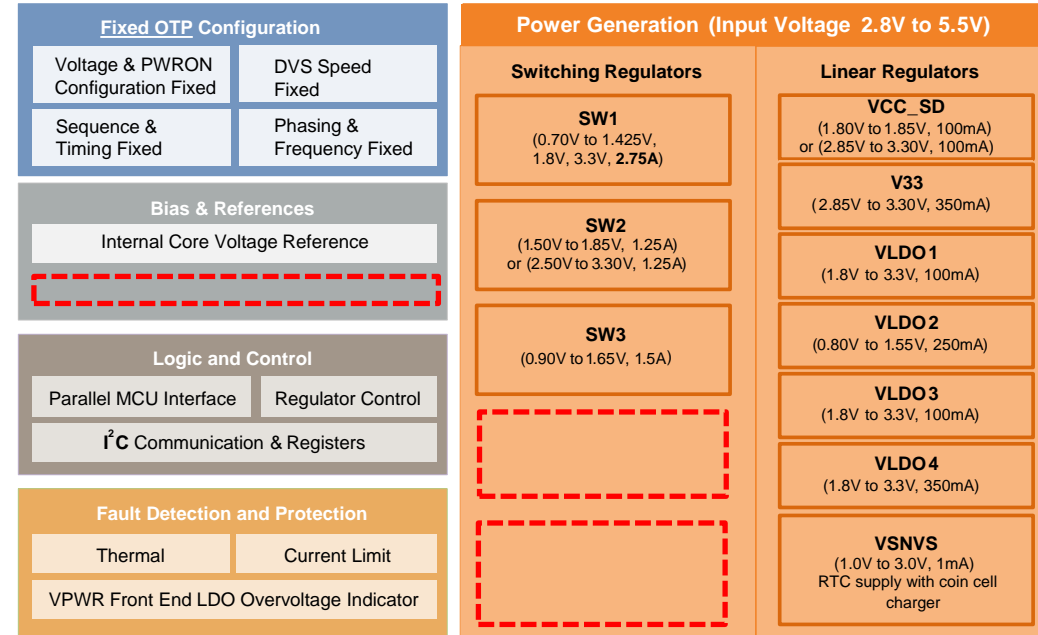 Fixed OTP Configuration
Voltage & PWRON
Configuration Fixed
DVS Speed
Fixed
Sequence &
Timing Fixed
Phasing &
Frequency Fixed
Bias & References
Internal Core Voltage Reference
Logic and Control
Parallel MCU Interface
Regulator Control
I²C Communication & Registers
Fault Detection and Protection
Thermal
Current Limit
VPWR Front End LDO Overvoltage Indicator
Power Generation (Input Voltage 2.8V to 5.5V)
Switching Regulators
SW1
(0.70V to 1.425V,
1.8V, 3.3V, 2.75A)
SW2
(1.50V to 1.85V, 1.25A)
or (2.50V to 3.30V, 1.25A)
SW3
(0.90V to 1.65V, 1.5A)
Linear Regulators
VCC_SD
(1.80V to 1.85V, 100mA)
or (2.85V to 3.30V, 100mA)
V33
(2.85V to 3.30V, 350mA)
VLDO1
(1.8V to 3.3V, 100mA)
VLDO2
(0.80V to 1.55V, 250mA)
VLDO3
(1.8V to 3.3V, 100mA)
VLDO4
(1.8V to 3.3V, 350mA)
VSNVS
(1.0V to 3.0V, 1mA)
RTC supply with coin cell
charger